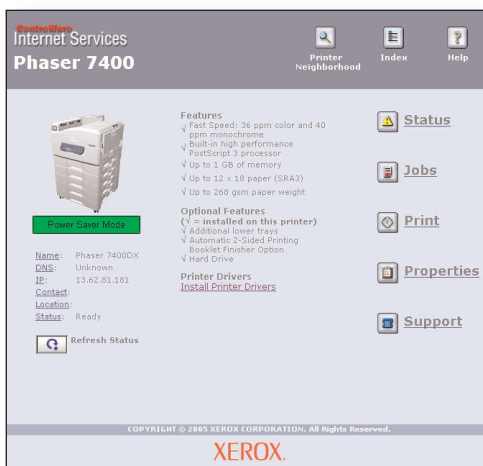 CentreWare
Internet Services
Phaser 7400
Printer
Neighborhood
Index
Help
Features
√ Fast Speed: 36 ppm color and 40
ppm monochrome
√ Built-in high performance
PostScript 3 processor
√ Up to 1 GB of memory
√ Up to 12 x 18 paper (SRA3)
√ Up to 268 gsm paper weight
Optional Features
(√ = installed on this printer)
√ Additional lower trays
√ Automatic 2-Sided Printing
Booklet Finisher Option
√ Hard Drive
Printer Drivers
Install Printer Drivers
Power Saver Mode
Name: Phaser 7400DX
DNS: Unknown
IP: 13.62.81.181
Contact:
Location:
Status: Ready
Refresh Status
Status
Jobs
Print
Properties
Support
COPYRIGHT © 2005 XEROX CORPORATION. All Rights Reserved.
XEROX.